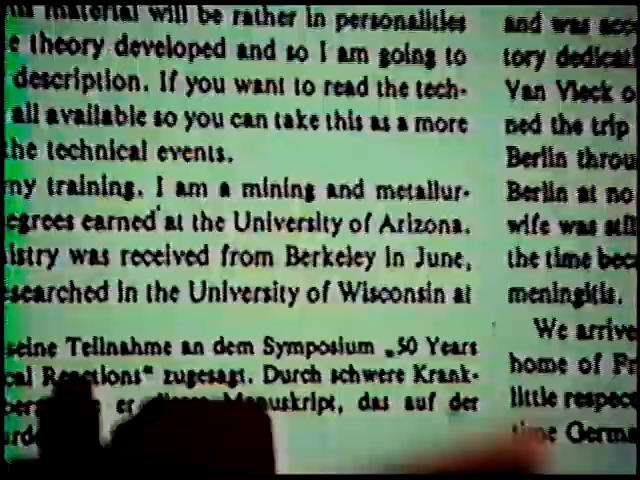 material will be rather in personalities
theory developed and so I am going to
description. If you want to read the tech-
all available so you can take this as a more
the technical events.
my training. I am a mining and metallur-
egrees earned at the University of Arizona.
istry was received from Berkeley in June,
searched in the University of Wisconsin at
seine Teilnahme an dem Symposium „50 Years
cal Reactions“ zugesagt. Durch schwere Krank-
er dieses Manuskript, das auf der
and was
tory dedicat
Van Vleck
ned the trip
Berlin throu
Berlin at no
wife was still
the time bec
meningitis.
We arrive
home of Pr
little respec
time Germa